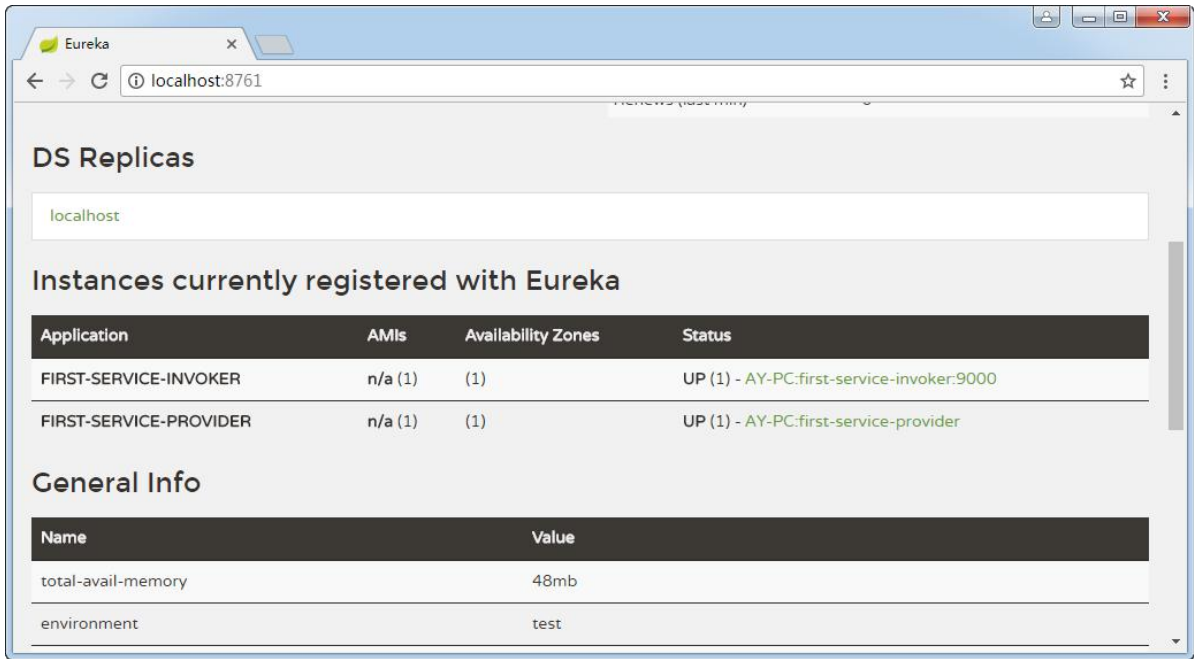 Eureka
localhost:8761
DS Replicas
localhost
Instances currently registered with Eureka
Application AMIs Availability Zones Status
FIRST-SERVICE-INVOKER n/a (1) (1) UP (1) - AY-PC:first-service-invoker:9000
FIRST-SERVICE-PROVIDER n/a (1) (1) UP (1) - AY-PC:first-service-provider
General Info
Name Value
total-avail-memory 48mb
environment test